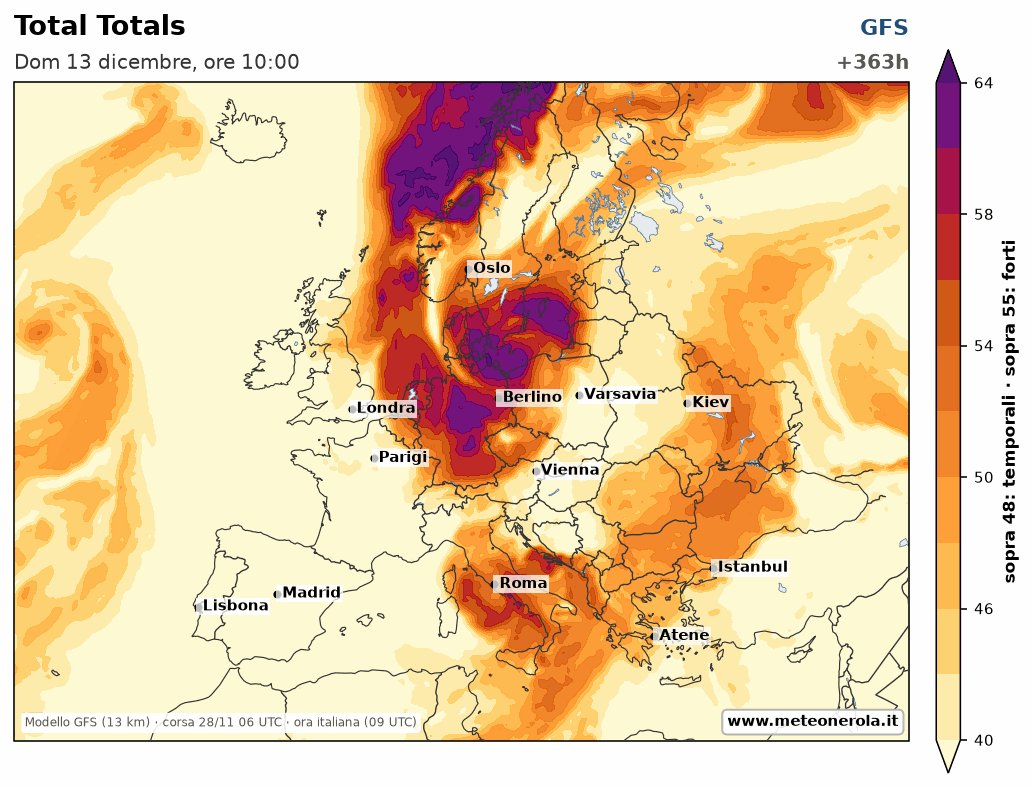 Total Totals
GFS
Dom 13 dicembre, ore 10:00
+363h
64
58
54
50
46
40
sopra 48: temporali · sopra 55: forti
Oslo
Berlino
Varsavia
Kiev
Londra
Parigi
Vienna
Istanbul
Roma
Madrid
Lisbona
Atene
Modello GFS (13 km) · corsa 28/11 06 UTC · ora italiana (09 UTC)
www.meteonerola.it